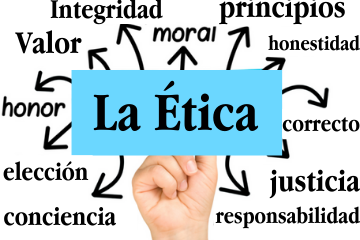 Integridad
principios
moral
Valor
honestidad
honor
La Ética
correcto
elección
justicia
conciencia
responsabilidad